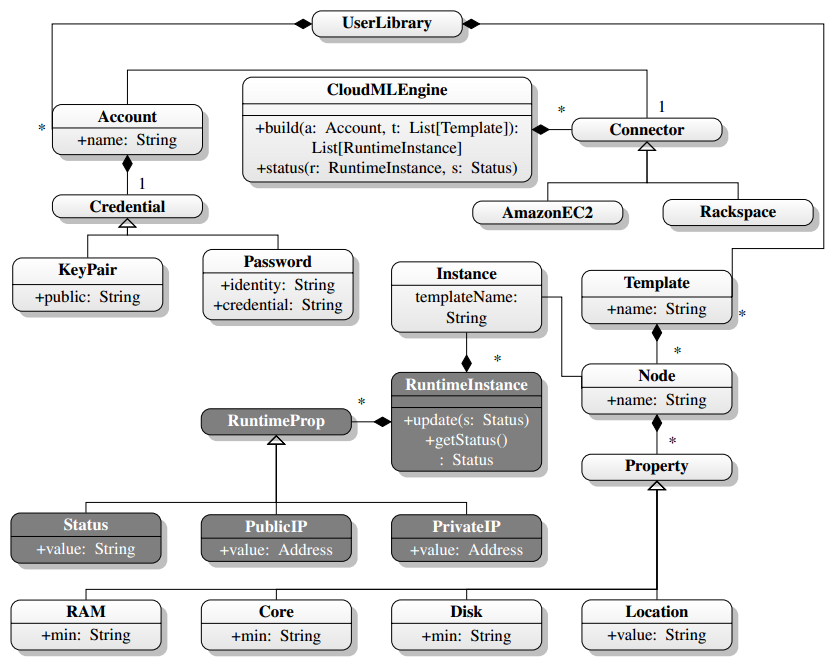 UserLibrary
CloudMLEngine
+build(a: Account, t: List[Template]):
List[RuntimeInstance]
+status(r: RuntimeInstance, s: Status)
*
1
Connector
Account
+name: String
*
1
Credential
AmazonEC2
Rackspace
KeyPair
+public: String
Password
+identity: String
+credential: String
Instance
templateName:
String
Template
+name: String
*
*
*
RuntimeInstance
+update(s: Status)
+getStatus()
: Status
Node
+name: String
*
RuntimeProp
*
Property
Status
+value: String
PublicIP
+value: Address
PrivateIP
+value: Address
RAM
+min: String
Core
+min: String
Disk
+min: String
Location
+value: String